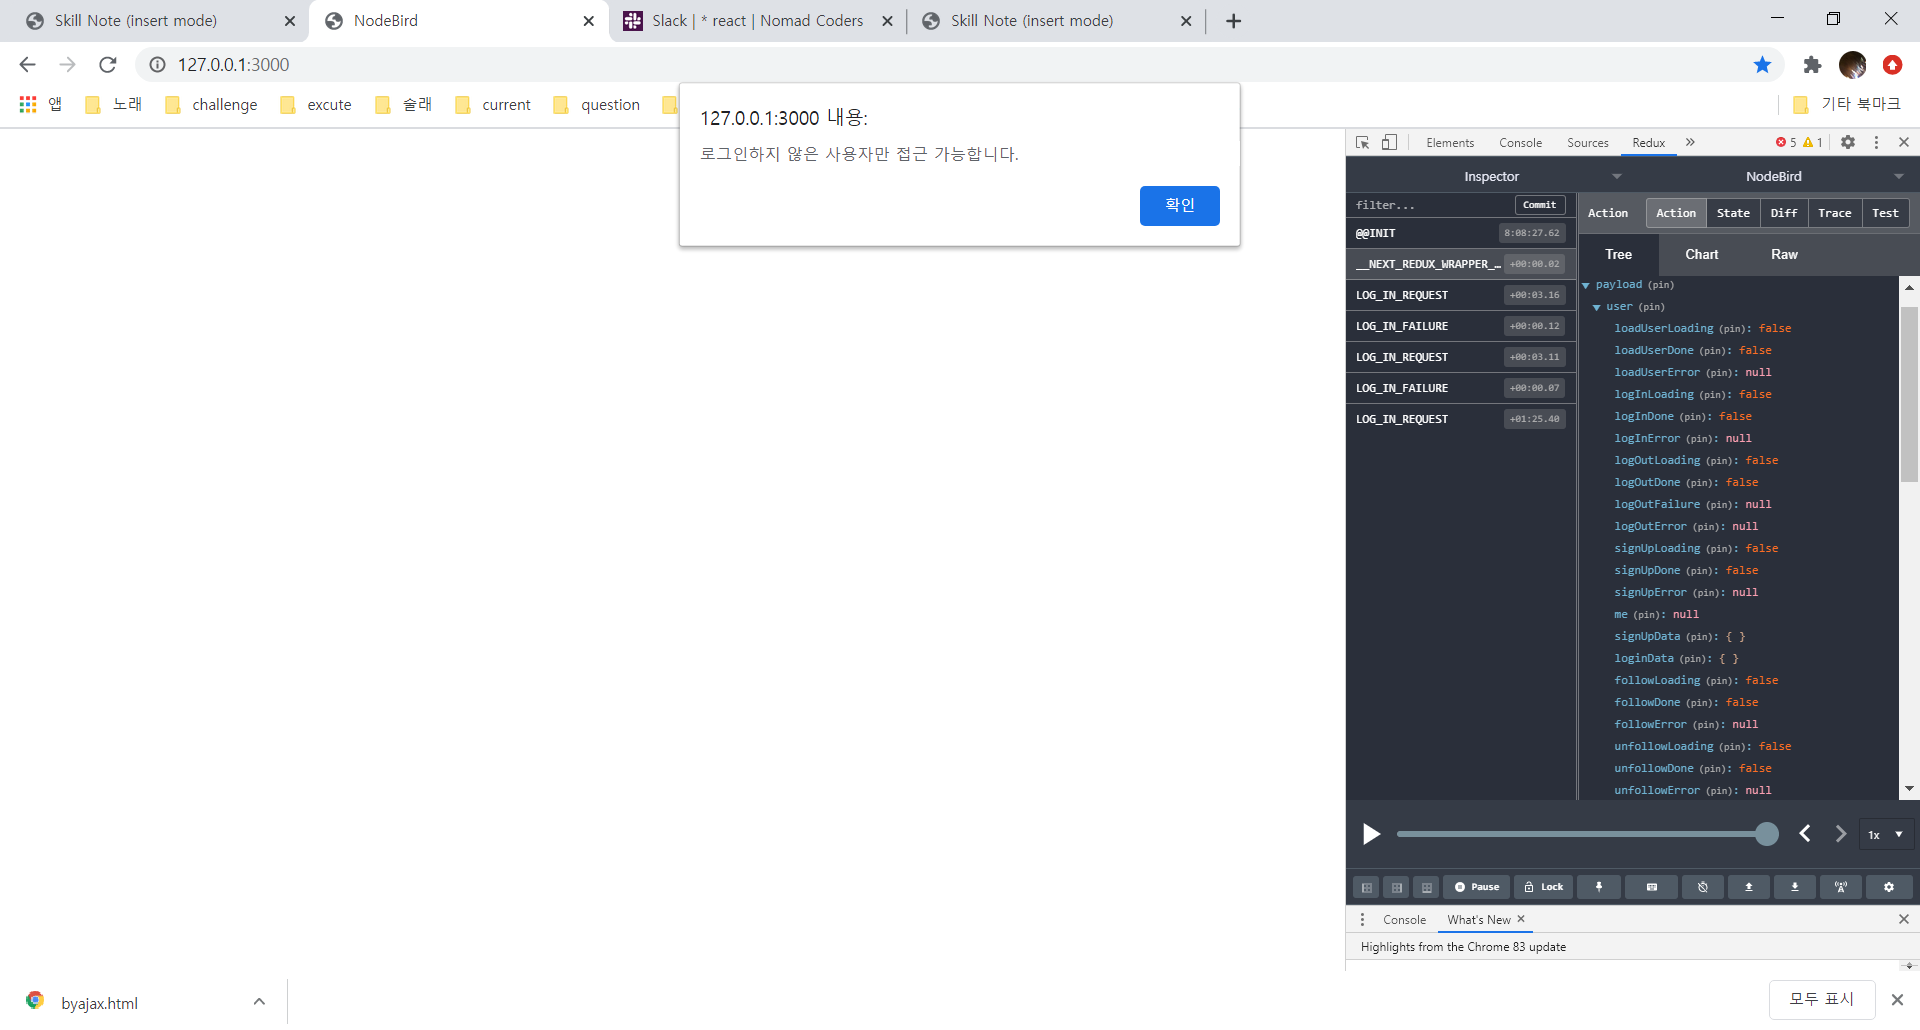 Skill Note (insert mode)
NodeBird
Slack | * react | Nomad Coders
Skill Note (insert mode)
127.0.0.1:3000
앱
노래
challenge
excute
술래
current
question
기타 북마크
127.0.0.1:3000 내용:
로그인하지 않은 사용자만 접근 가능합니다.
확인
Elements Console Sources Redux » 5 1
Inspector NodeBird
filter... Commit
@@INIT 8:08:27.62
__NEXT_REDUX_WRAPPER_… +00:00.02
LOG_IN_REQUEST +00:03.16
LOG_IN_FAILURE +00:00.12
LOG_IN_REQUEST +00:03.11
LOG_IN_FAILURE +00:00.07
LOG_IN_REQUEST +01:25.40
Action Action State Diff Trace Test
Tree Chart Raw
payload (pin)
user (pin)
loadUserLoading (pin): false
loadUserDone (pin): false
loadUserError (pin): null
logInLoading (pin): false
logInDone (pin): false
logInError (pin): null
logOutLoading (pin): false
logOutDone (pin): false
logOutFailure (pin): null
logOutError (pin): null
signUpLoading (pin): false
signUpDone (pin): false
signUpError (pin): null
me (pin): null
signUpData (pin): { }
loginData (pin): { }
followLoading (pin): false
followDone (pin): false
followError (pin): null
unfollowLoading (pin): false
unfollowDone (pin): false
unfollowError (pin): null
1x
Pause Lock
Console What's New
Highlights from the Chrome 83 update
byajax.html
모두 표시